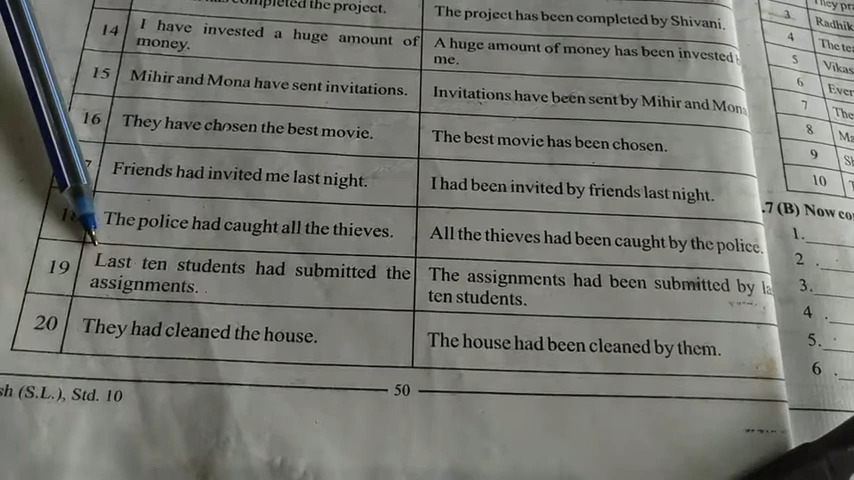 completed the project.
The project has been completed by Shivani.
14 I have invested a huge amount of money.
A huge amount of money has been invested
me.
15 Mihir and Mona have sent invitations.
Invitations have been sent by Mihir and Mona
16 They have chosen the best movie.
The best movie has been chosen.
7 Friends had invited me last night.
I had been invited by friends last night.
The police had caught all the thieves.
All the thieves had been caught by the police.
19 Last ten students had submitted the
assignments.
The assignments had been submitted by
ten students.
20 They had cleaned the house.
The house had been cleaned by them.
sh (S.L.), Std. 10
50
3 Radhik
4 The tea
5 Vikas
6 Ever
7 The
8
9
10
.7 (B) Now co
1.
2 .
3.
4 .
5.
6 .